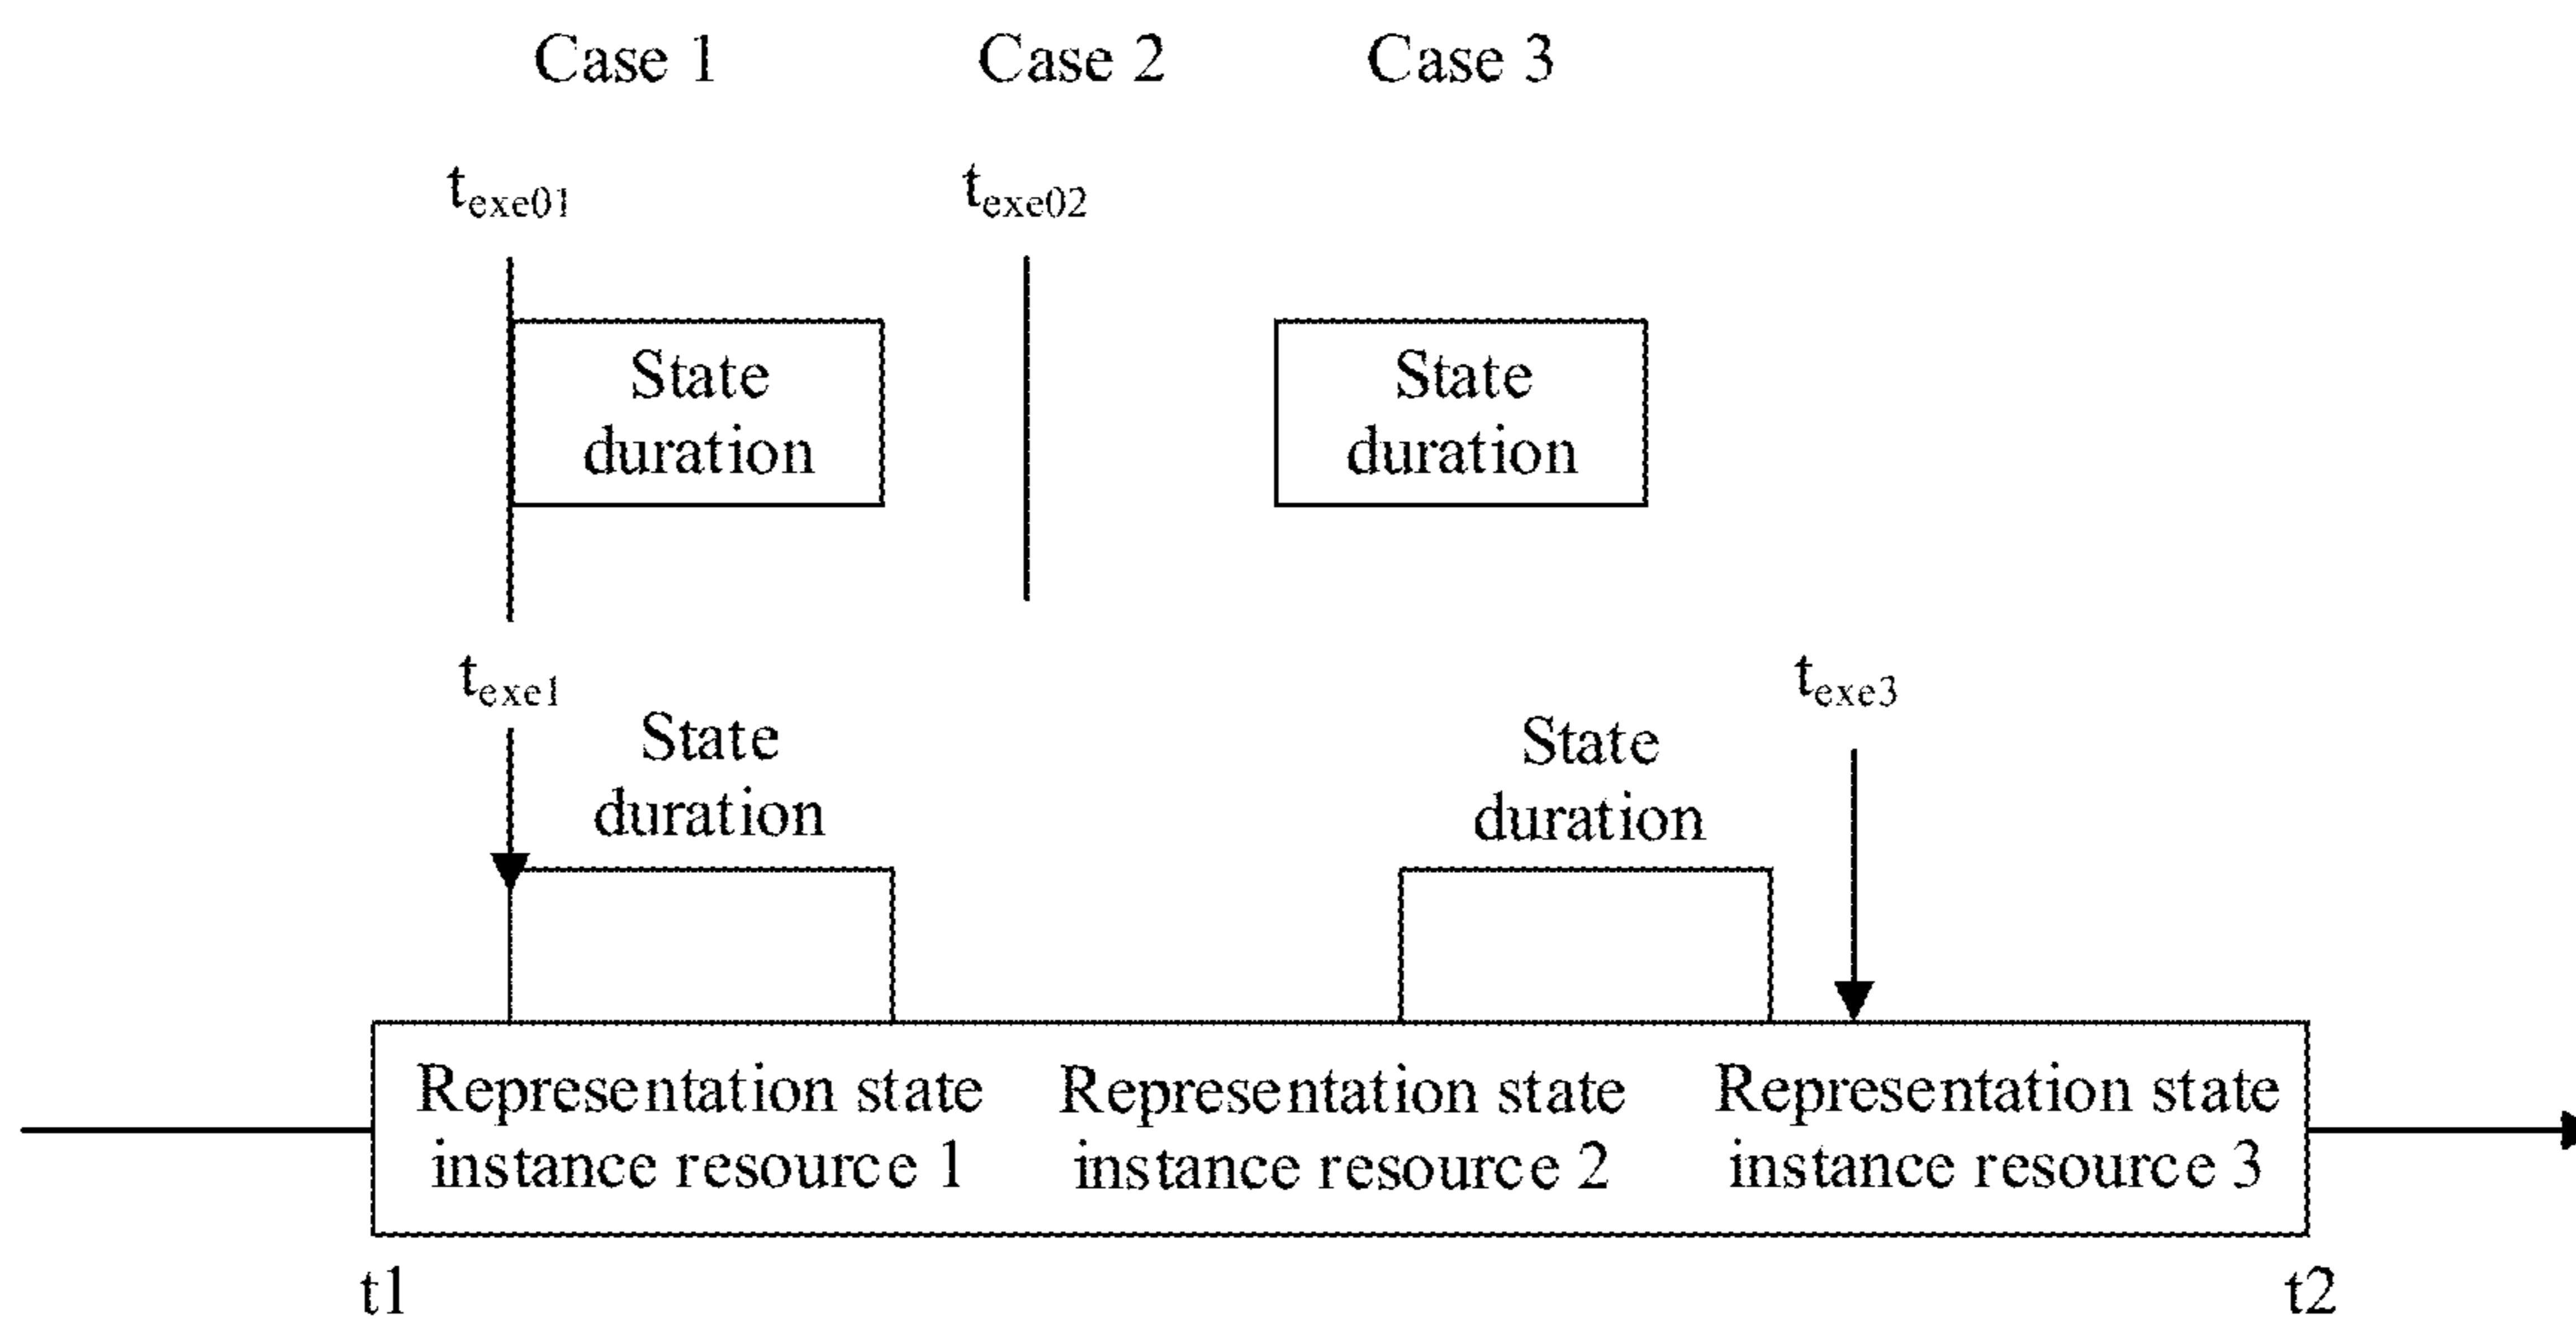 Case 1 Case 2 Case 3
texe01 texe02
State
duration
State
duration
texe1 texe3
State
duration
State
duration
Representation state
instance resource 1
Representation state
instance resource 2
Representation state
instance resource 3
t1 t2